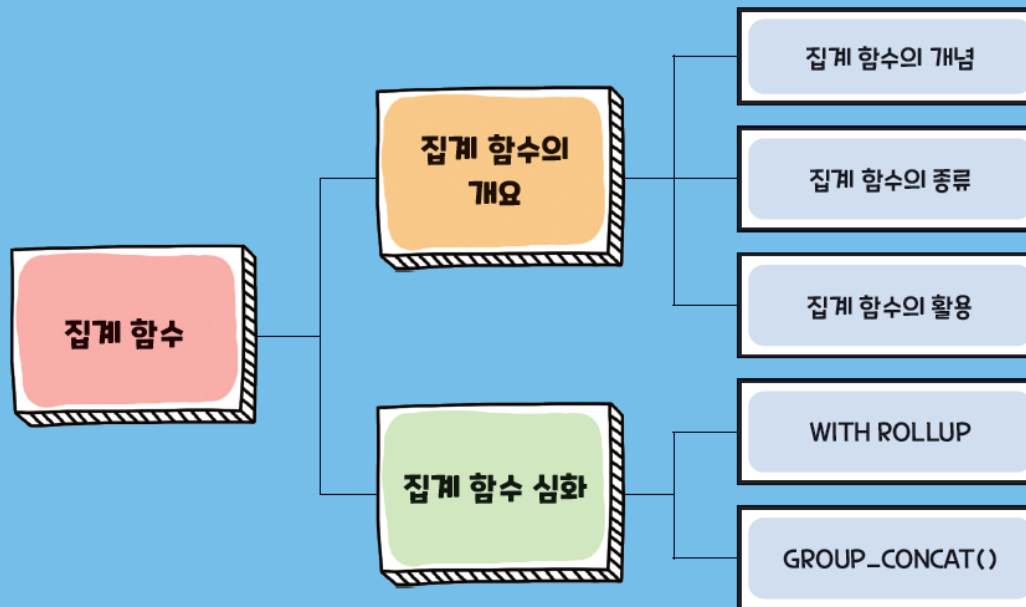 집계 함수
집계 함수의
개요
집계 함수의 개념
집계 함수의 종류
집계 함수의 활용
집계 함수 심화
WITH ROLLUP
GROUP_CONCAT()